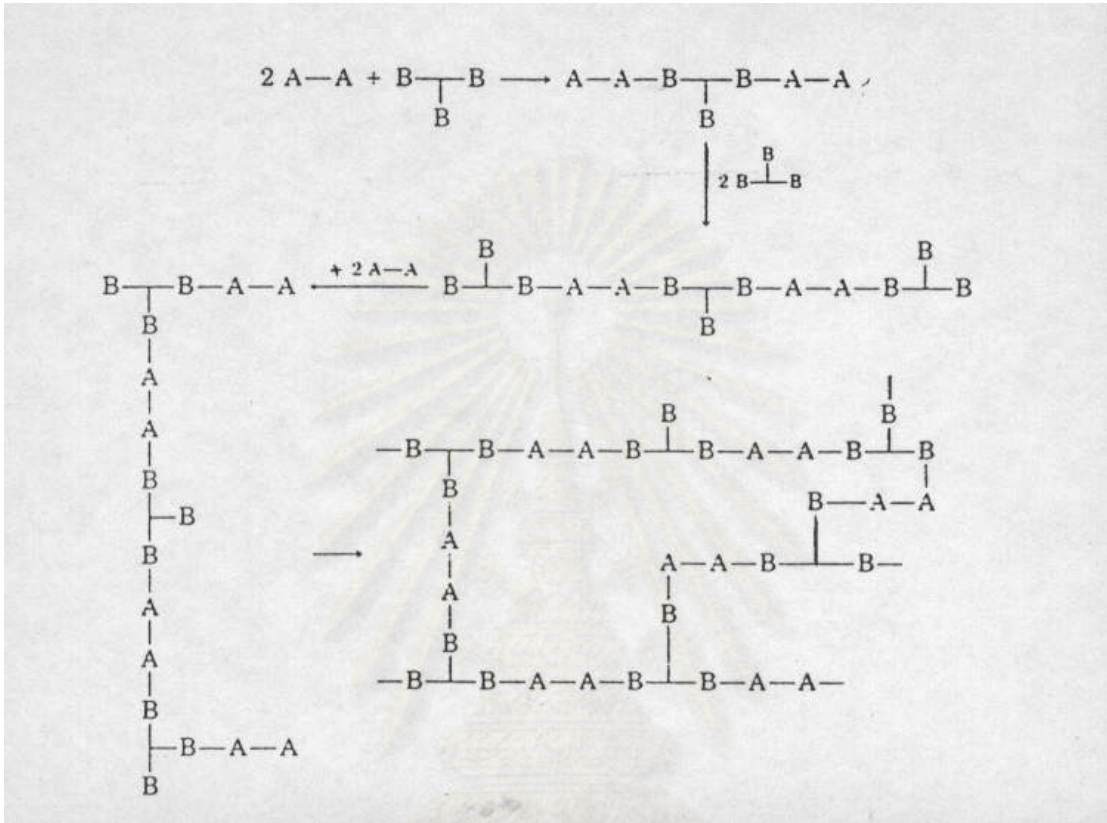 2 A—A + B—B ⟶ A—A—B—B—A—A
B B
B
2 B—B
B B
+ 2 A—A
B—B—A—A ⟵ B—B—A—A—B—B—A—A—B—B
B B
A
B B
A
—B—B—A—A—B—B—A—A—B—B
B B
B—A—A
B
A
B
⟶ A—A—B—B—
A
A B
B
A
—B—B—A—A—B—B—A—A—
B
B—A—A
B